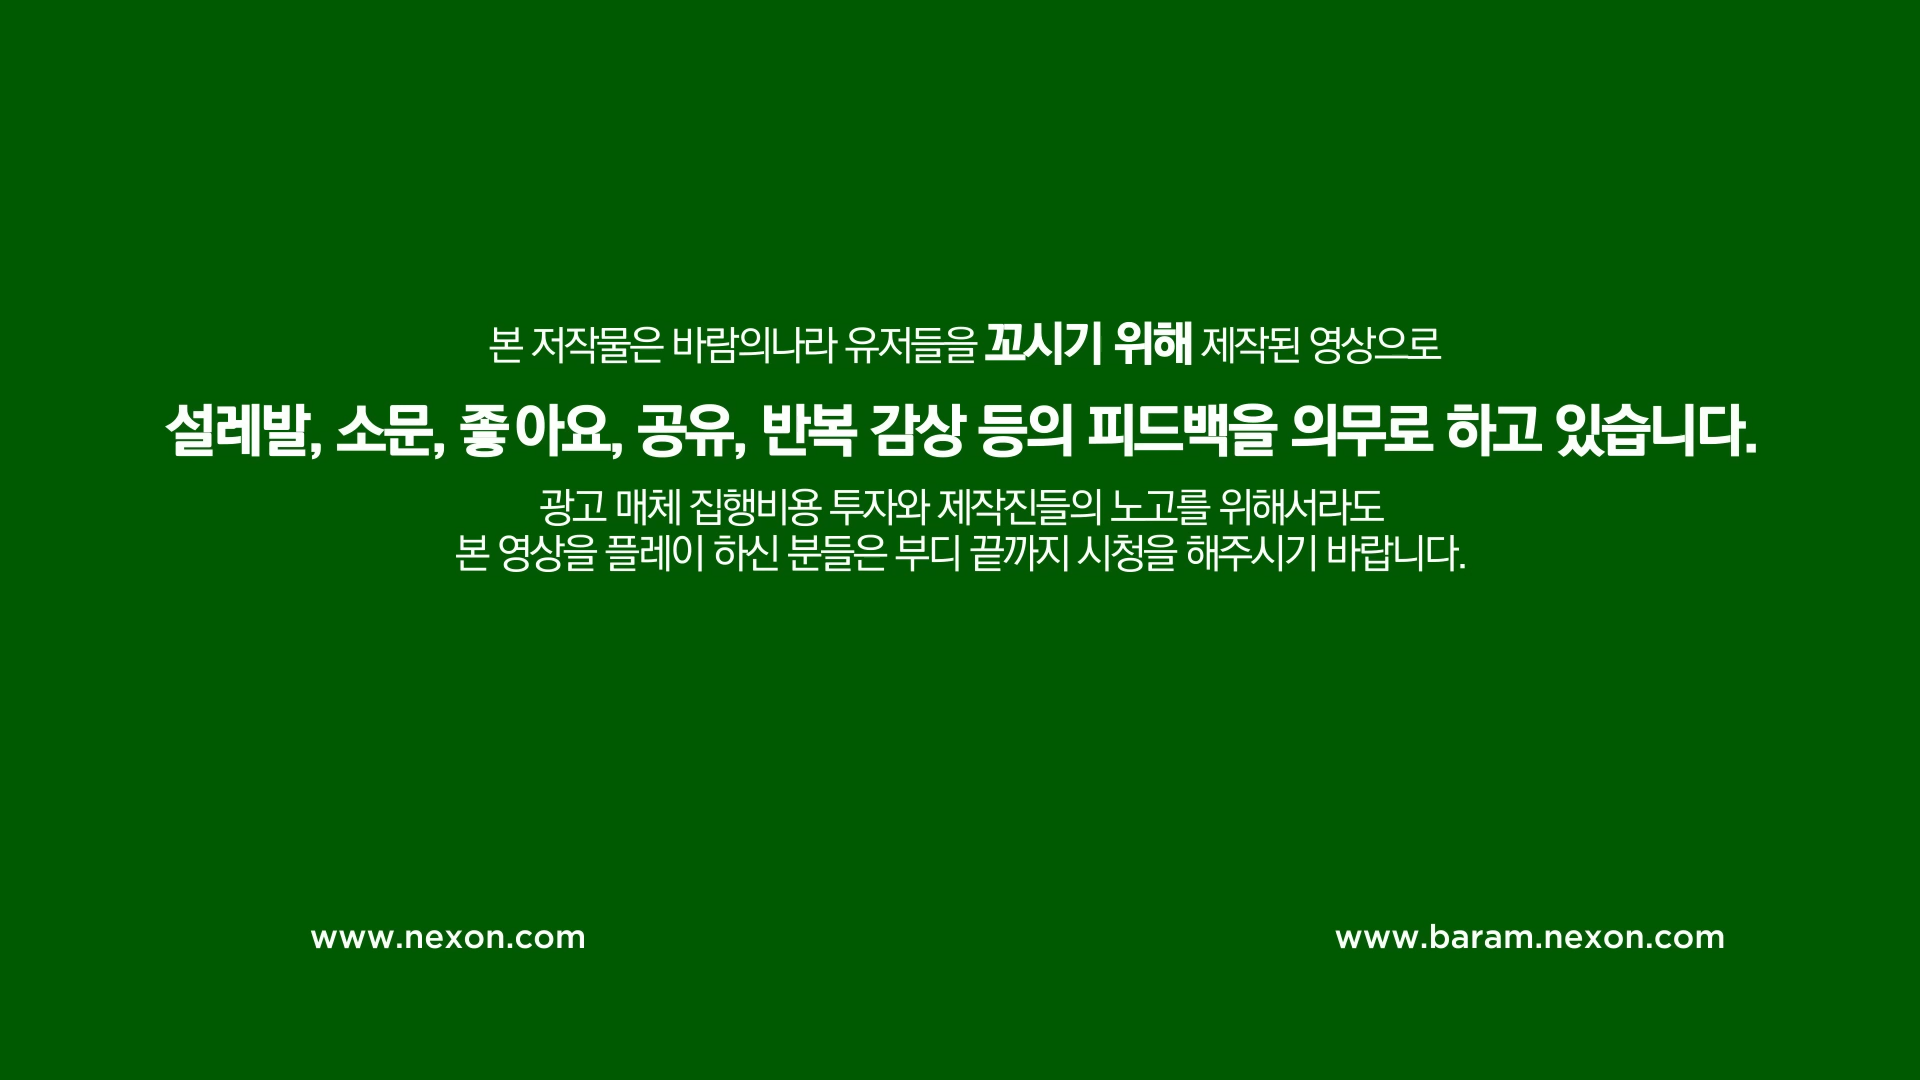 본 저작물은 바람의나라 유저들을 꼬시기 위해 제작된 영상으로
설레발, 소문, 좋아요, 공유, 반복 감상 등의 피드백을 의무로 하고 있습니다.
광고 매체 집행비용 투자와 제작진들의 노고를 위해서라도
본 영상을 플레이 하신 분들은 부디 끝까지 시청을 해주시기 바랍니다.
www.nexon.com
www.baram.nexon.com